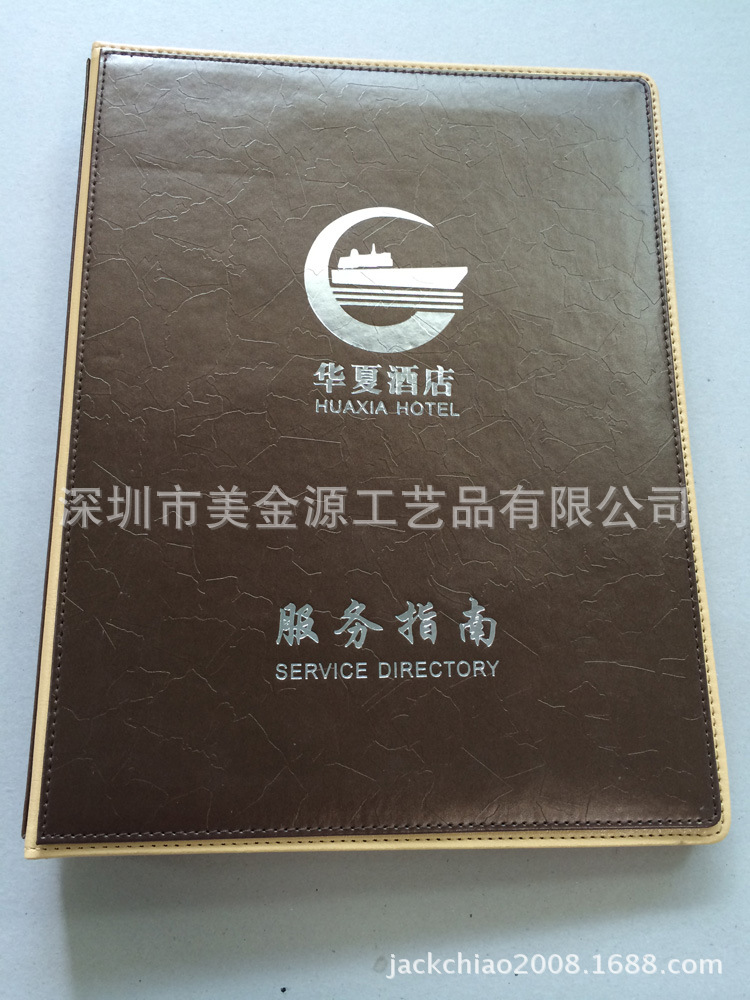 华夏酒店
HUAXIA HOTEL
深圳市美金源工艺品有限公司
服务指南
SERVICE DIRECTORY
jackchiao2008.1688.com